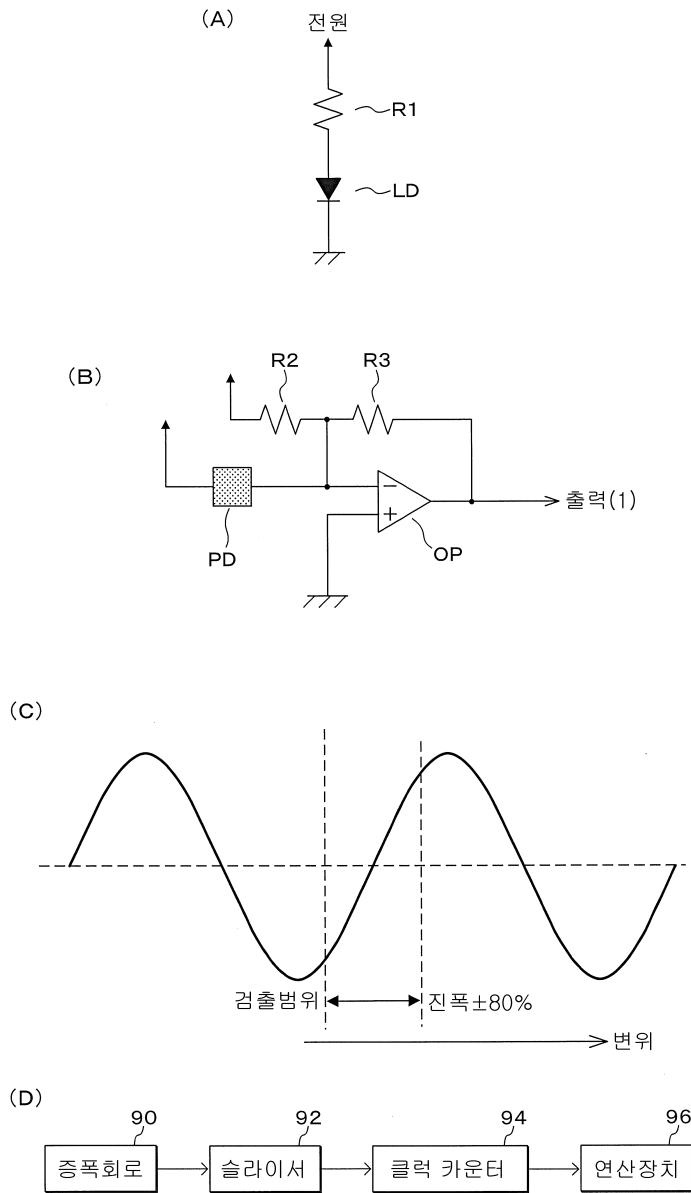 (A)
전원
R1
LD
(B)
R2
R3
출력(1)
PD
OP
(C)
검출범위
진폭±80%
변위
(D)
90
92
94
96
증폭회로
슬라이서
클럭 카운터
연산장치